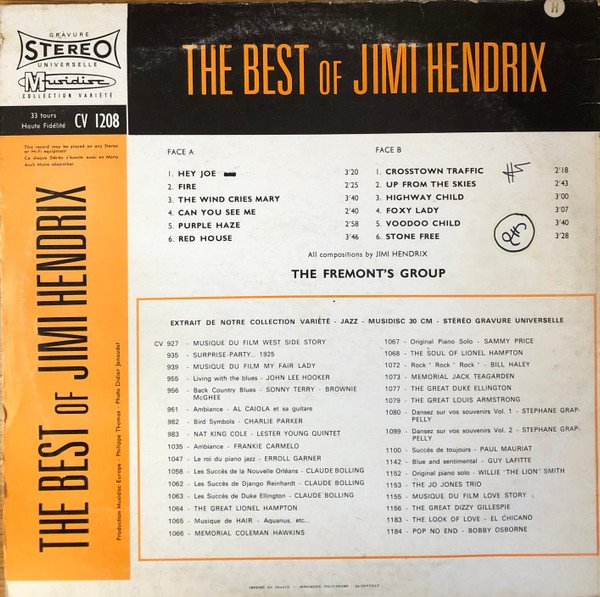 GRAVURE
STEREO
UNIVERSELLE
Musidisc
COLLECTION VARIÉTÉ
33 tours
Haute Fidélité CV 1208
This record may be played on any Stereo
or Hi-Fi equipment
Ce disque Stéréo s'écoute aussi en Mono
Auch Mono abspielbar
THE BEST OF JIMI HENDRIX
H
THE BEST OF JIMI HENDRIX
Production Musidisc-Europe - Philippe Thomas - Photo Didier Jensoudet
FACE A
1. HEY JOE 3'20
2. FIRE 2'25
3. THE WIND CRIES MARY 3'40
4. CAN YOU SEE ME 2'40
5. PURPLE HAZE 2'58
6. RED HOUSE 3'46
FACE B
1. CROSSTOWN TRAFFIC 2'18
2. UP FROM THE SKIES 2'43
3. HIGHWAY CHILD 3'00
4. FOXY LADY 3'07
5. VOODOO CHILD 3'40
6. STONE FREE 3'28
All compositions by JIMI HENDRIX
THE FREMONT'S GROUP
EXTRAIT DE NOTRE COLLECTION VARIÉTÉ - JAZZ - MUSIDISC 30 CM - STÉRÉO GRAVURE UNIVERSELLE
CV 927 - MUSIQUE DU FILM WEST SIDE STORY
935 - SURPRISE-PARTY... 1925
939 - MUSIQUE DU FILM MY FAIR LADY
955 - Living with the blues - JOHN LEE HOOKER
956 - Back Country Blues - SONNY TERRY - BROWNIE
McGHEE
961 - Ambiance - AL CAIOLA et sa guitare
982 - Bird Symbols - CHARLIE PARKER
983 - NAT KING COLE - LESTER YOUNG QUINTET
1035 - Ambiance - FRANKIE CARMELO
1047 - Le roi du piano jazz - ERROLL GARNER
1058 - Les Succés de la Nouvelle Orléans - CLAUDE BOLLING
1062 - Les Succès de Django Reinhardt - CLAUDE BOLLING
1063 - Les Succès de Duke Ellington - CLAUDE BOLLING
1064 - THE GREAT LIONEL HAMPTON
1065 - Musique de HAIR - Aquarius, etc...
1066 - MEMORIAL COLEMAN HAWKINS
1067 - Original Piano Solo - SAMMY PRICE
1068 - THE SOUL OF LIONEL HAMPTON
1072 - Rock ' Rock ' Rock ' - BILL HALEY
1073 - MEMORIAL JACK TEAGARDEN
1077 - THE GREAT DUKE ELLINGTON
1079 - THE GREAT LOUIS ARMSTRONG
1080 - Dansez sur vos souvenirs Vol. 1 - STEPHANE GRAP-
PELLY
1099 - Dansez sur vos souvenirs Vol. 2 - STEPHANE GRAP-
PELLY
1100 - Succès de toujours - PAUL MAURIAT
1142 - Blue and sentimental - GUY LAFITTE
1152 - Original piano solo - WILLIE "THE LION" SMITH
1153 - THE JO JONES TRIO
1155 - MUSIQUE DU FILM LOVE STORY
1156 - THE GREAT DIZZY GILLESPIE
1183 - THE LOOK OF LOVE - EL CHICANO
1184 - POP NO END - BOBBY OSBORNE
IMPRIMÉ EN FRANCE - IMPRIMERIE